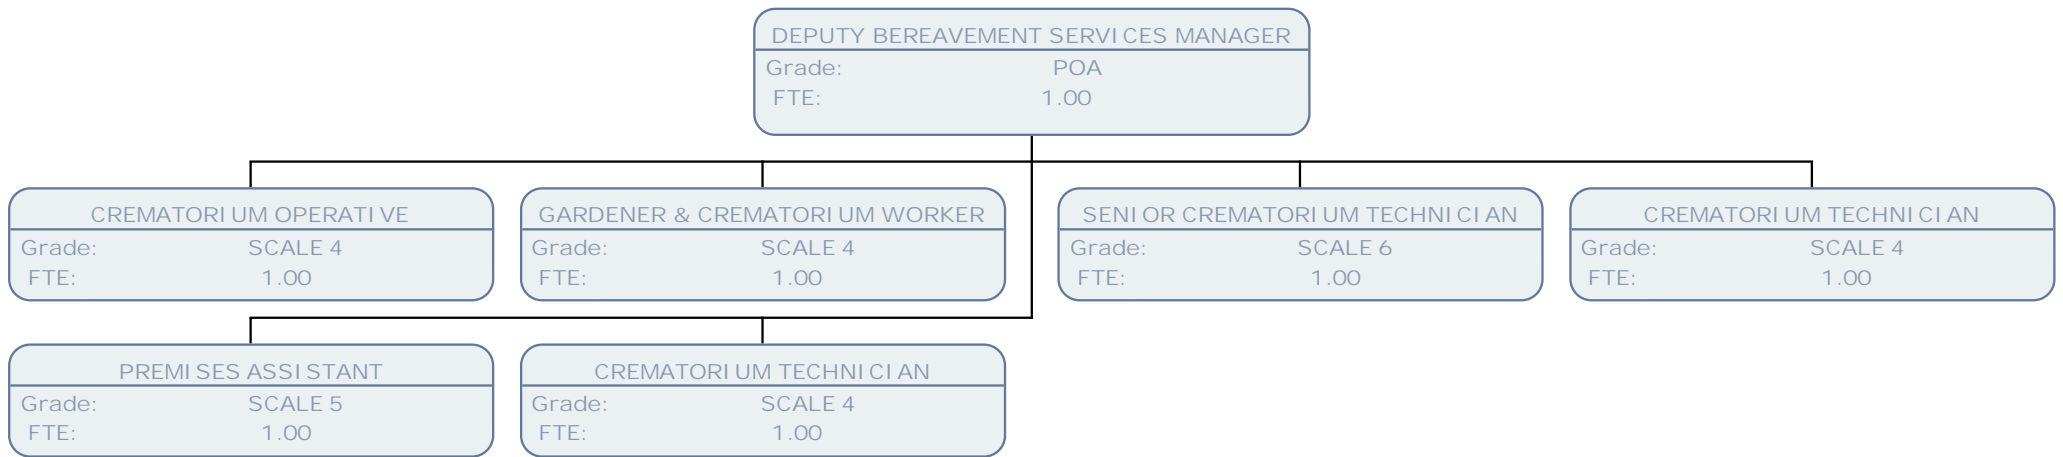 DEPUTY BEREAVEMENT SERVICES MANAGER
Grade: POA
FTE: 1.00
CREMATORIUM OPERATIVE
Grade: SCALE 4
FTE: 1.00
GARDENER & CREMATORIUM WORKER
Grade: SCALE 4
FTE: 1.00
SENIOR CREMATORIUM TECHNICIAN
Grade: SCALE 6
FTE: 1.00
CREMATORIUM TECHNICIAN
Grade: SCALE 4
FTE: 1.00
PREMISES ASSISTANT
Grade: SCALE 5
FTE: 1.00
CREMATORIUM TECHNICIAN
Grade: SCALE 4
FTE: 1.00